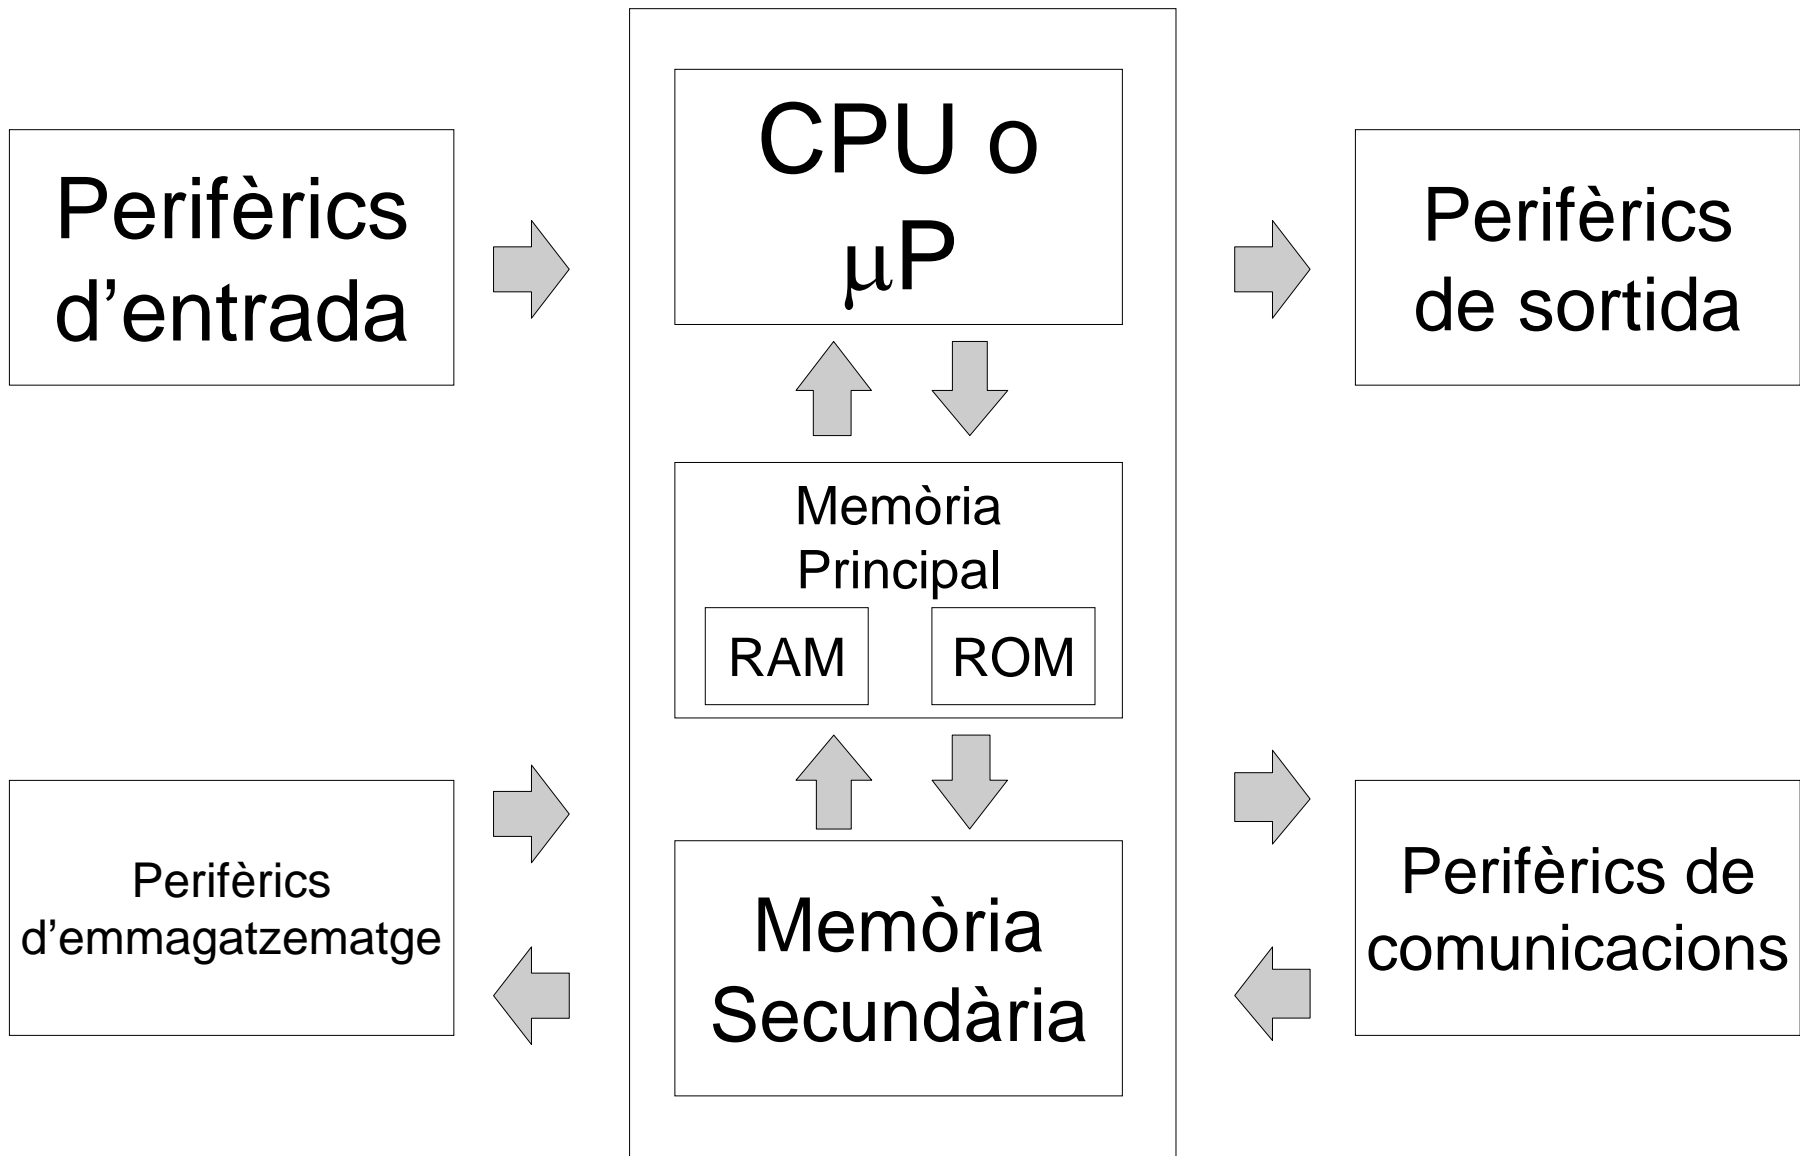 CPU o
µP
Perifèrics
d’entrada
Perifèrics
de sortida
Memòria
Principal
RAM
ROM
Perifèrics
d’emmagatzematge
Memòria
Secundària
Perifèrics de
comunicacions